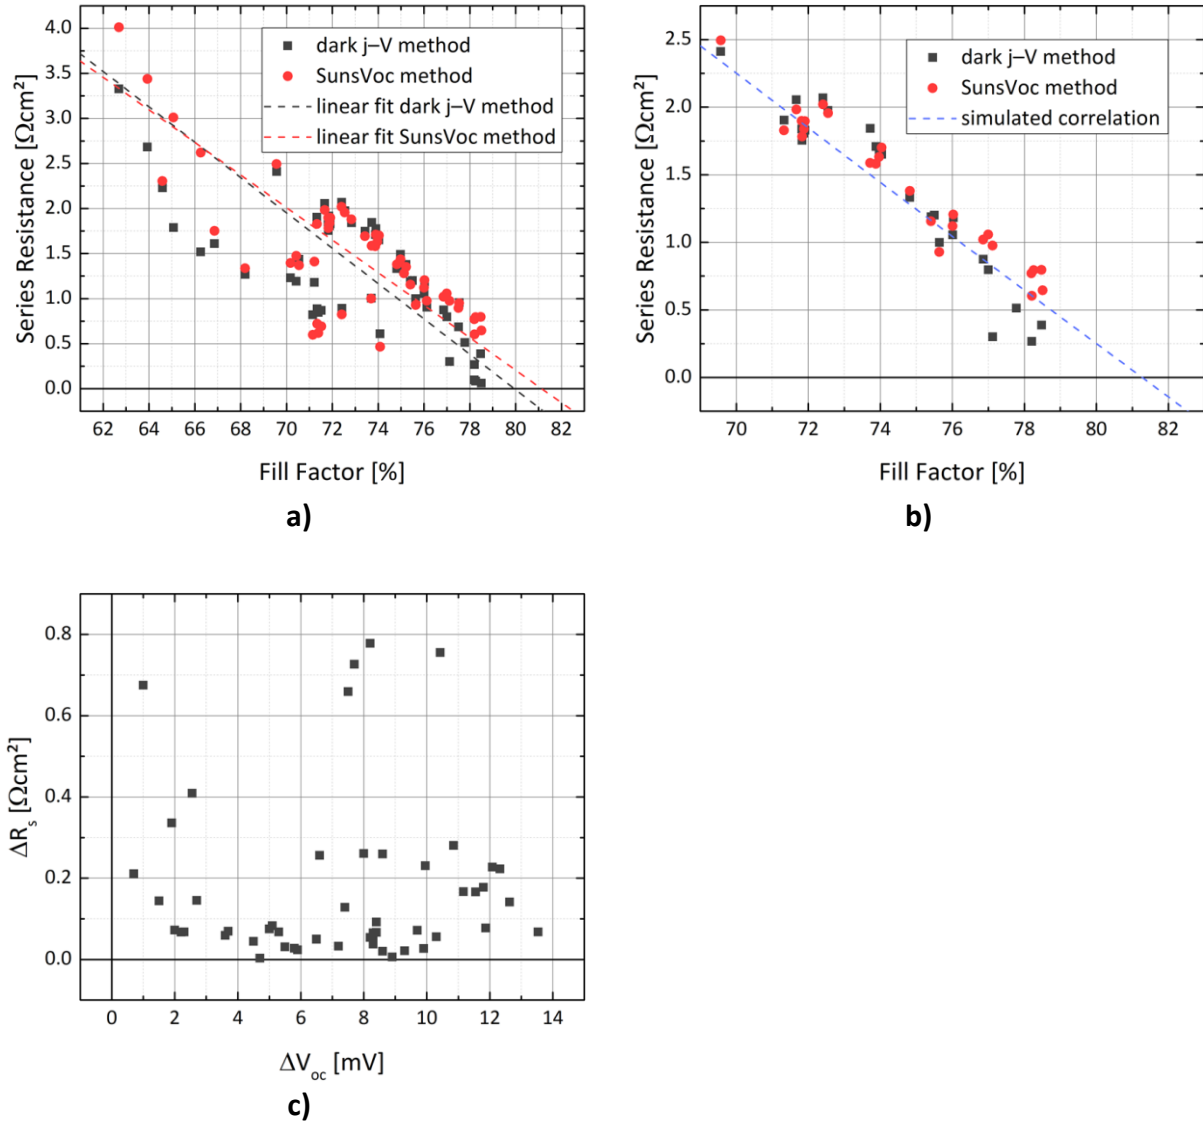 4.0
3.5
3.0
2.5
2.0
1.5
1.0
0.5
0.0
Series Resistance [Ωcm²]
dark j–V method
SunsVoc method
linear fit dark j–V method
linear fit SunsVoc method
62 64 66 68 70 72 74 76 78 80 82
Fill Factor [%]
a)
2.5
2.0
1.5
1.0
0.5
0.0
Series Resistance [Ωcm²]
dark j–V method
SunsVoc method
simulated correlation
70 72 74 76 78 80 82
Fill Factor [%]
b)
0.8
0.6
0.4
0.2
0.0
ΔRs [Ωcm²]
0 2 4 6 8 10 12 14
ΔVoc [mV]
c)